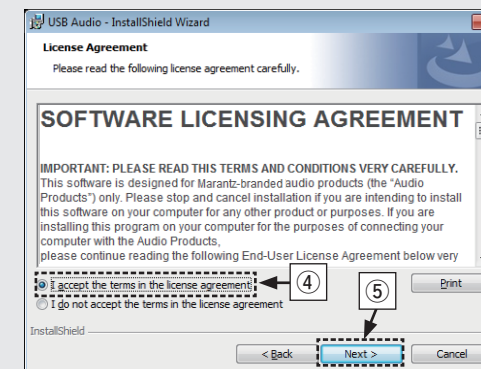 USB Audio - InstallShield Wizard
License Agreement
Please read the following license agreement carefully.
SOFTWARE LICENSING AGREEMENT
IMPORTANT: PLEASE READ THIS TERMS AND CONDITIONS VERY CAREFULLY.
This software is designed for Marantz-branded audio products (the "Audio
Products") only. Please stop and cancel installation if you are intending to install
this software on your computer for any other product or purposes. If you are
installing this program on your computer for the purposes of connecting your
computer with the Audio Products,
please continue reading the following End-User License Agreement below very
I accept the terms in the license agreement
④
⑤
Print
I do not accept the terms in the license agreement
InstallShield
< Back
Next >
Cancel